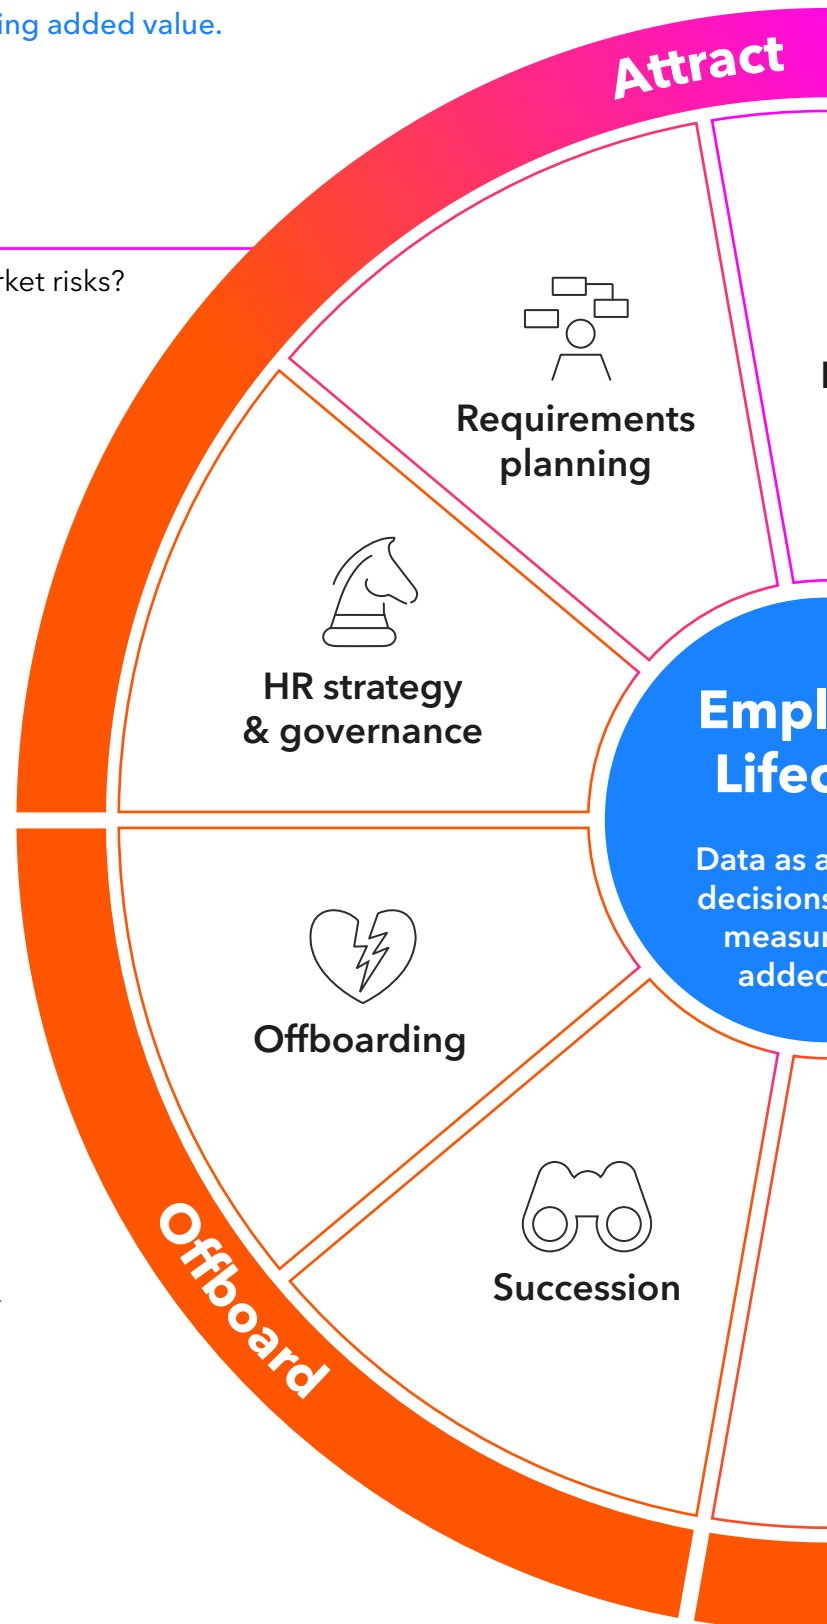 ing added value.
Attract
rket risks?
Requirements
planning
HR strategy
& governance
Empl
Lifec
Data as a
decisions
measur
added
Offboarding
Succession
Offboard